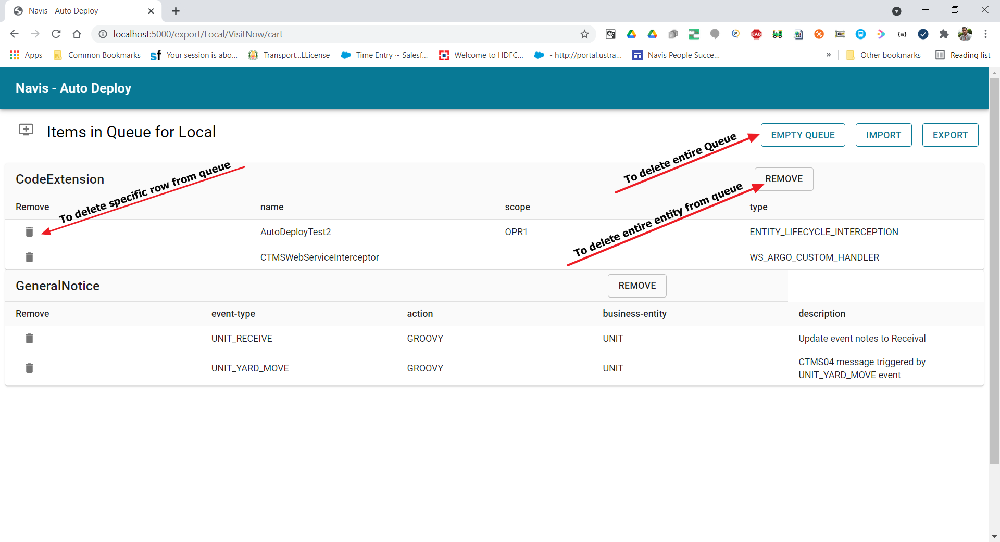 Navis - Auto Deploy
localhost:5000/export/Local/VisitNow/cart
EAB
Apps
Common Bookmarks
sf
Your session is abo...
Transport...LLicense
Time Entry ~ Salesf...
Welcome to HDFC...
- http://portal.ustra...
Navis People Succe...
»
Other bookmarks
Reading list
Navis - Auto Deploy
Items in Queue for Local
To delete entire Queue
EMPTY QUEUE
IMPORT
EXPORT
To delete specific row from queue
CodeExtension
To delete entire entity from queue
REMOVE
Remove name scope type
AutoDeployTest2 OPR1 ENTITY_LIFECYCLE_INTERCEPTION
CTMSWebServiceInterceptor WS_ARGO_CUSTOM_HANDLER
GeneralNotice
REMOVE
Remove event-type action business-entity description
UNIT_RECEIVE GROOVY UNIT Update event notes to Receival
UNIT_YARD_MOVE GROOVY UNIT CTMS04 message triggered by
UNIT_YARD_MOVE event